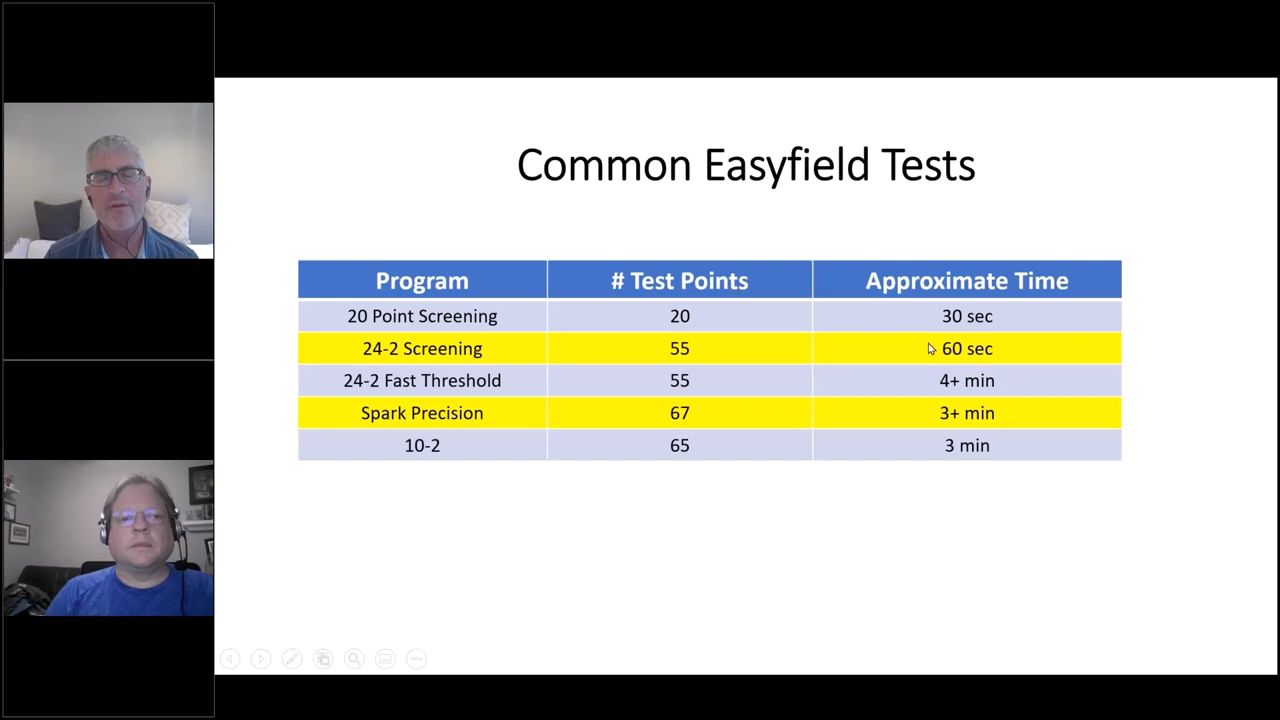 Common Easyfield Tests
Program # Test Points Approximate Time
20 Point Screening 20 30 sec
24-2 Screening 55 60 sec
24-2 Fast Threshold 55 4+ min
Spark Precision 67 3+ min
10-2 65 3 min